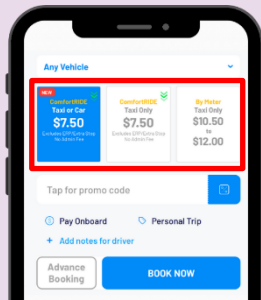 Any Vehicle
NEW
ComfortRIDE
Taxi or Car
$7.50
Excludes ERP/Extra Stop
No Admin Fee
ComfortRIDE
Taxi Only
$7.50
Excludes ERP/Extra Stop
No Admin Fee
By Meter
Taxi Only
$10.50
to
$12.00
Tap for promo code
Pay Onboard
Personal Trip
+ Add notes for driver
Advance
Booking
BOOK NOW